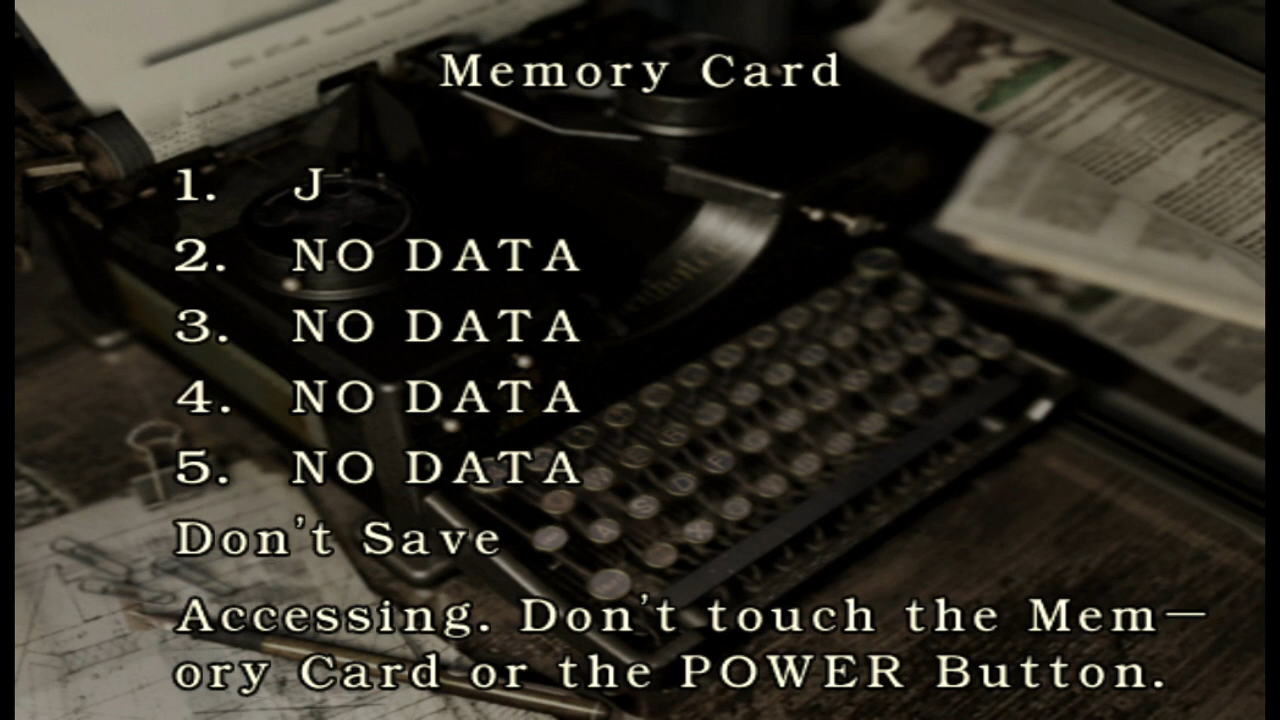 Memory Card
1. J
2. NO DATA
3. NO DATA
4. NO DATA
5. NO DATA
Don't Save
Accessing. Don't touch the Mem—
ory Card or the POWER Button.